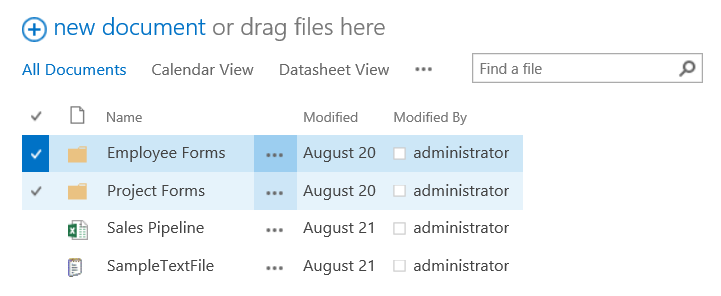 new document or drag files here
All Documents Calendar View Datasheet View ••• Find a file
Name Modified Modified By
Employee Forms ••• August 20 administrator
Project Forms ••• August 20 administrator
Sales Pipeline ••• August 21 administrator
SampleTextFile ••• August 21 administrator